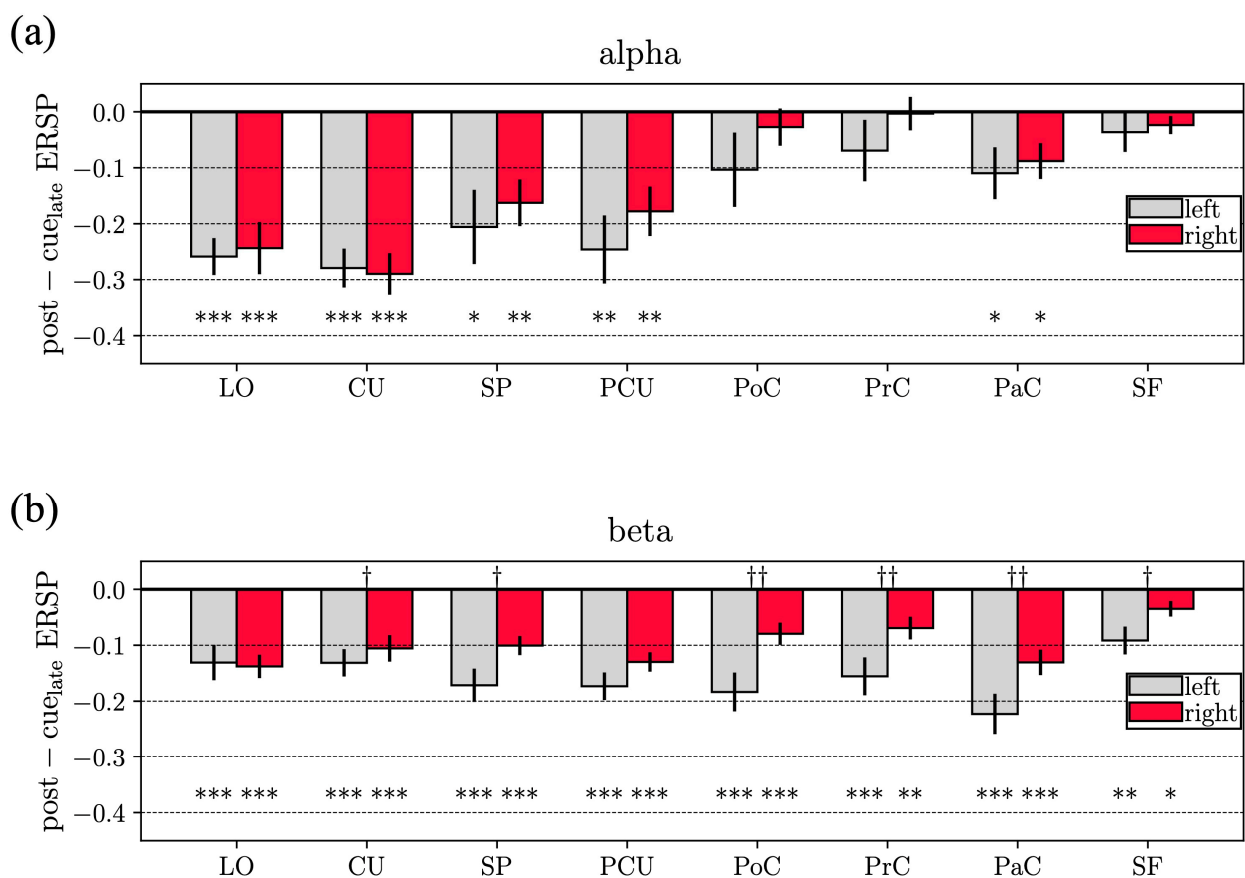 (a)
alpha
post − cue_late ERSP
0.0
−0.1
−0.2
−0.3
−0.4
left
right
*** *** *** *** * ** ** ** * *
LO CU SP PCU PoC PrC PaC SF
(b)
beta
post − cue_late ERSP
† † †† †† †† †
0.0
−0.1
−0.2
−0.3
−0.4
left
right
*** *** *** *** *** *** *** *** *** *** *** ** *** *** ** *
LO CU SP PCU PoC PrC PaC SF